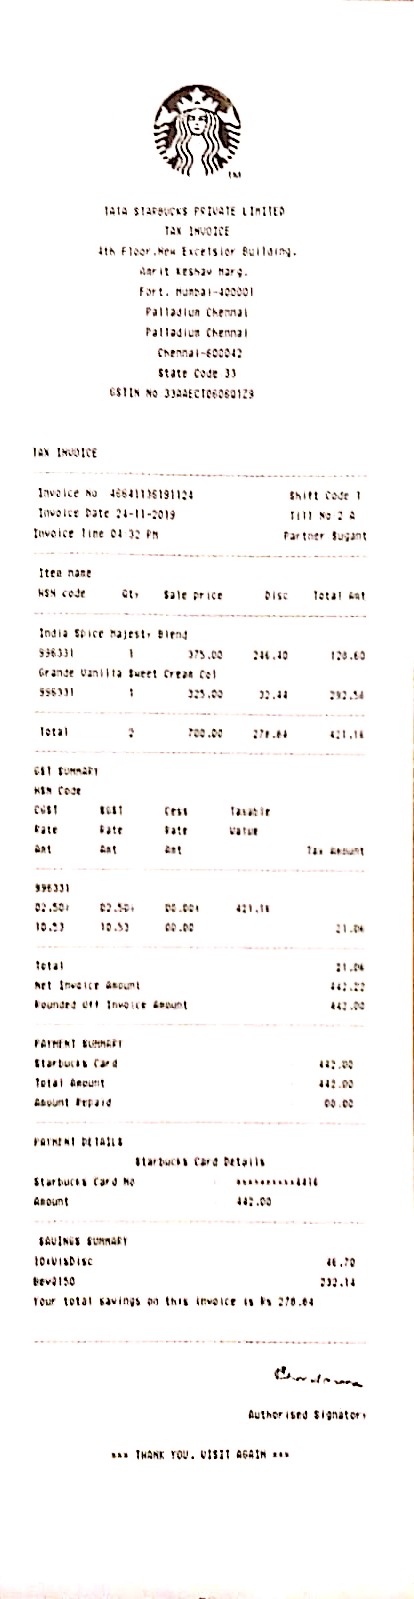 TM
TATA STARBUCKS PRIVATE LIMITED
TAX INVOICE
4th Floor,New Excelsior Building,
Amrit Keshav Marg,
Fort, Mumbai-400001
Palladium Chennai
Palladium Chennai
Chennai-600042
State Code 33
GSTIN No 33AAECT0606Q1Z9
TAX INVOICE
Invoice No 46641136191124 Shift Code 1
Invoice Date 24-11-2019 Till No 2 A
Invoice Time 04 32 PM Partner Sugant
Item name
HSN code Qty Sale price Disc Total Amt
India Spice Majesty Blend
996331 1 375.00 246.40 128.60
Grande Vanilla Sweet Cream Col
996331 1 325.00 32.44 292.56
Total 2 700.00 278.84 421.16
GST SUMMARY
HSN Code
CGST SGST Cess Taxable
Rate Rate Rate Value
Amt Amt Amt Tax Amount
996331
02.50% 02.50% 00.00% 421.16
10.53 10.53 00.00 21.06
Total 21.06
Net Invoice Amount 442.22
Rounded Off Invoice Amount 442.00
PAYMENT SUMMARY
Starbucks Card 442.00
Total Amount 442.00
Amount Repaid 00.00
PAYMENT DETAILS
Starbucks Card Details
Starbucks Card No : **********4416
Amount : 442.00
SAVINGS SUMMARY
10%VisDisc 46.70
Bev@150 232.14
Your total savings on this invoice is Rs 278.84
Authorised Signatory
*** THANK YOU. VISIT AGAIN ***